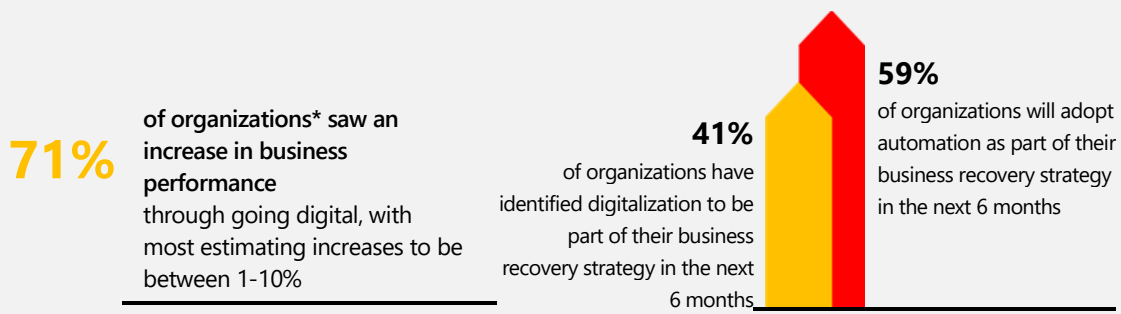 71%
of organizations* saw an
increase in business
performance
through going digital, with
most estimating increases to be
between 1-10%
41%
of organizations have
identified digitalization to be
part of their business
recovery strategy in the next
6 months
59%
of organizations will adopt
automation as part of their
business recovery strategy
in the next 6 months